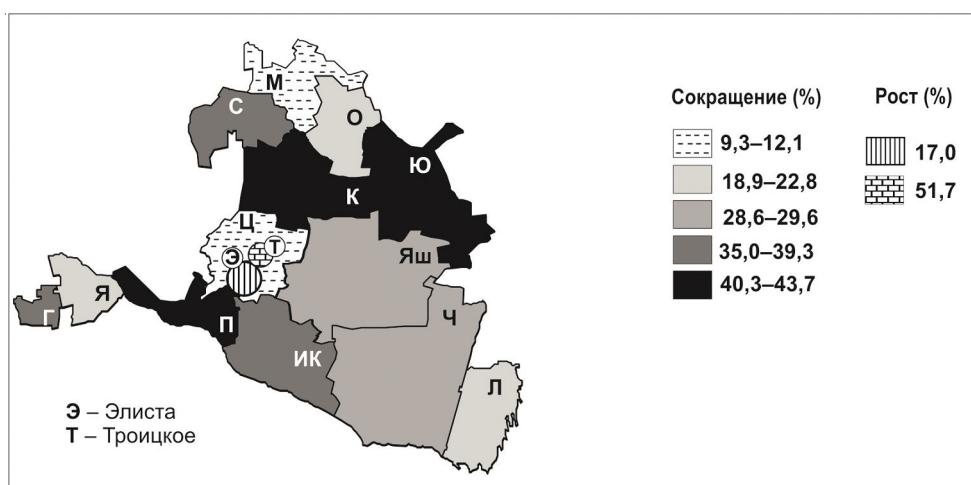 М
С
О
Ю
К
Ц
Э
Т
Яш
Я
Г
П
Ч
ИК
Л
Э – Элиста
Т – Троицкое
Сокращение (%)
9,3–12,1
18,9–22,8
28,6–29,6
35,0–39,3
40,3–43,7
Рост (%)
17,0
51,7